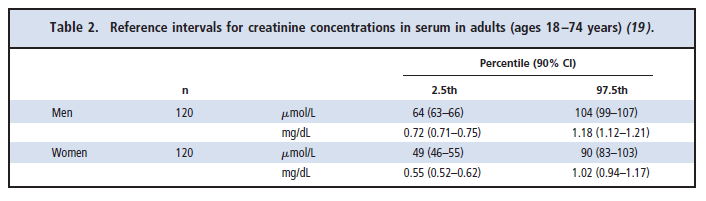 Table 2. Reference intervals for creatinine concentrations in serum in adults (ages 18–74 years) (19).
Percentile (90% CI)
n 2.5th 97.5th
Men 120 μmol/L 64 (63–66) 104 (99–107)
mg/dL 0.72 (0.71–0.75) 1.18 (1.12–1.21)
Women 120 μmol/L 49 (46–55) 90 (83–103)
mg/dL 0.55 (0.52–0.62) 1.02 (0.94–1.17)